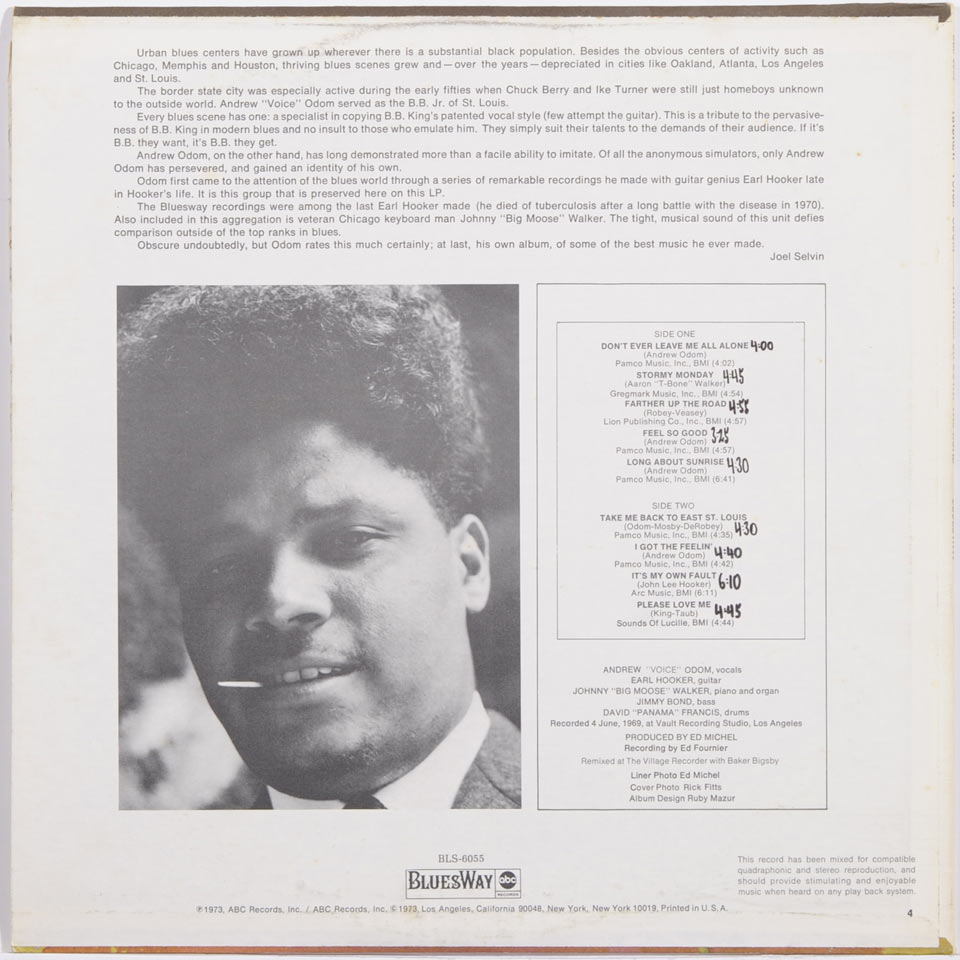 Urban blues centers have grown up wherever there is a substantial black population. Besides the obvious centers of activity such as
Chicago, Memphis and Houston, thriving blues scenes grew and—over the years—depreciated in cities like Oakland, Atlanta, Los Angeles
and St. Louis.
The border state city was especially active during the early fifties when Chuck Berry and Ike Turner were still just homeboys unknown
to the outside world. Andrew "Voice" Odom served as the B.B. Jr. of St. Louis.
Every blues scene has one: a specialist in copying B.B. King's patented vocal style (few attempt the guitar). This is a tribute to the pervasive-
ness of B.B. King in modern blues and no insult to those who emulate him. They simply suit their talents to the demands of their audience. If it's
B.B. they want, it's B.B. they get.
Andrew Odom, on the other hand, has long demonstrated more than a facile ability to imitate. Of all the anonymous simulators, only Andrew
Odom has persevered, and gained an identity of his own.
Odom first came to the attention of the blues world through a series of remarkable recordings he made with guitar genius Earl Hooker late
in Hooker's life. It is this group that is preserved here on this LP.
The Bluesway recordings were among the last Earl Hooker made (he died of tuberculosis after a long battle with the disease in 1970).
Also included in this aggregation is veteran Chicago keyboard man Johnny "Big Moose" Walker. The tight, musical sound of this unit defies
comparison outside of the top ranks in blues.
Obscure undoubtedly, but Odom rates this much certainly; at last, his own album, of some of the best music he ever made.
Joel Selvin
SIDE ONE
DON'T EVER LEAVE ME ALL ALONE 4:00
(Andrew Odom)
Pamco Music, Inc., BMI (4:02)
STORMY MONDAY 4:45
(Aaron "T-Bone" Walker)
Gregmark Music, Inc., BMI (4:54)
FARTHER UP THE ROAD 4:55
(Robey-Veasey)
Lion Publishing Co., Inc., BMI (4:57)
FEEL SO GOOD 3:25
(Andrew Odom)
Pamco Music, Inc., BMI (4:57)
LONG ABOUT SUNRISE 4:30
(Andrew Odom)
Pamco Music, Inc., BMI (6:41)
SIDE TWO
TAKE ME BACK TO EAST ST. LOUIS
(Odom-Mosby-DeRobey) 4:30
Pamco Music, Inc., BMI (4:35)
I GOT THE FEELIN' 4:40
(Andrew Odom)
Pamco Music, Inc., BMI (4:42)
IT'S MY OWN FAULT 6:10
(John Lee Hooker)
Arc Music, BMI (6:11)
PLEASE LOVE ME 4:45
(King-Taub)
Sounds Of Lucille, BMI (4:44)
ANDREW "VOICE" ODOM, vocals
EARL HOOKER, guitar
JOHNNY "BIG MOOSE" WALKER, piano and organ
JIMMY BOND, bass
DAVID "PANAMA" FRANCIS, drums
Recorded 4 June, 1969, at Vault Recording Studio, Los Angeles
PRODUCED BY ED MICHEL
Recording by Ed Fournier
Remixed at The Village Recorder with Baker Bigsby
Liner Photo Ed Michel
Cover Photo Rick Fitts
Album Design Ruby Mazur
BLS-6055
BLUESWAY abc RECORDS
This record has been mixed for compatible
quadraphonic and stereo reproduction, and
should provide stimulating and enjoyable
music when heard on any play back system.
℗1973, ABC Records, Inc. / ABC Records, Inc. ©1973, Los Angeles, California 90048, New York, New York 10019, Printed in U.S.A.
4